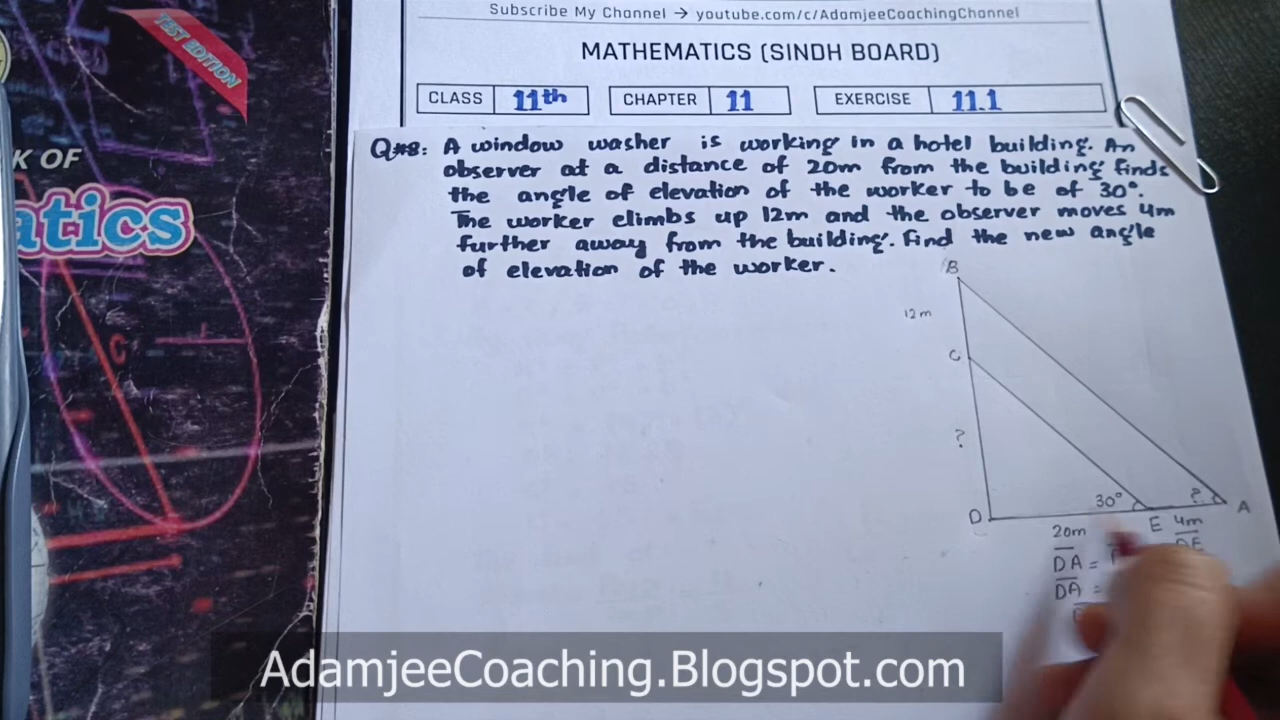 Subscribe My Channel → youtube.com/c/AdamjeeCoachingChannel
MATHEMATICS (SINDH BOARD)
CLASS 11th CHAPTER 11 EXERCISE 11.1
TEST EDITION
K OF
atics
Q#8: A window washer is working in a hotel building. An
observer at a distance of 20m from the building finds
the angle of elevation of the worker to be of 30°.
The worker climbs up 12m and the observer moves 4m
further away from the building. Find the new angle
of elevation of the worker.
B
12m
C
?
30° ?
D E A
20m 4m
DA =
DA =
AdamjeeCoaching.Blogspot.com